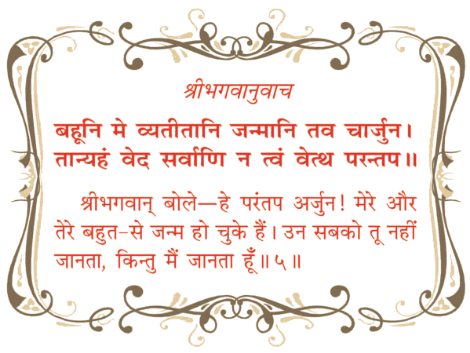 श्रीभगवानुवाच
बहूनि मे व्यतीतानि जन्मानि तव चार्जुन।
तान्यहं वेद सर्वाणि न त्वं वेत्थ परन्तप॥
श्रीभगवान् बोले—हे परंतप अर्जुन! मेरे और
तेरे बहुत-से जन्म हो चुके हैं। उन सबको तू नहीं
जानता, किन्तु मैं जानता हूँ॥५॥